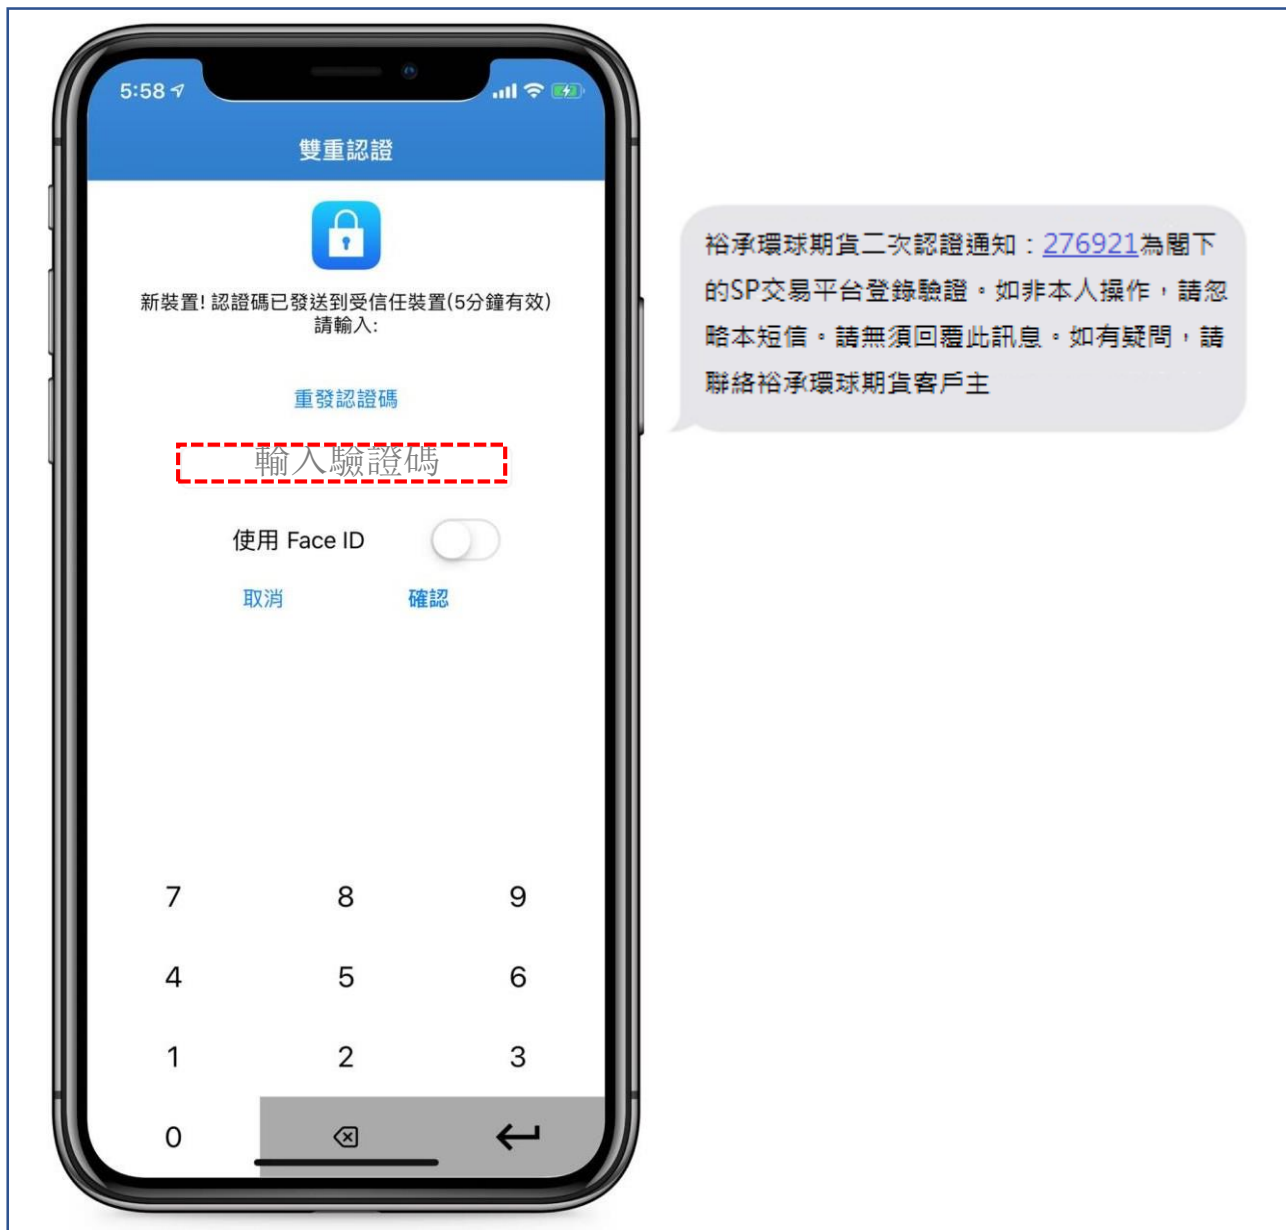 5:58
雙重認證
新裝置! 認證碼已發送到受信任裝置(5分鐘有效)
請輸入:
重發認證碼
輸入驗證碼
使用 Face ID
取消 確認
7 8 9
4 5 6
1 2 3
0
裕承環球期貨二次認證通知：276921為閣下
的SP交易平台登錄驗證。如非本人操作，請忽
略本短信。請無須回覆此訊息。如有疑問，請
聯絡裕承環球期貨客戶主